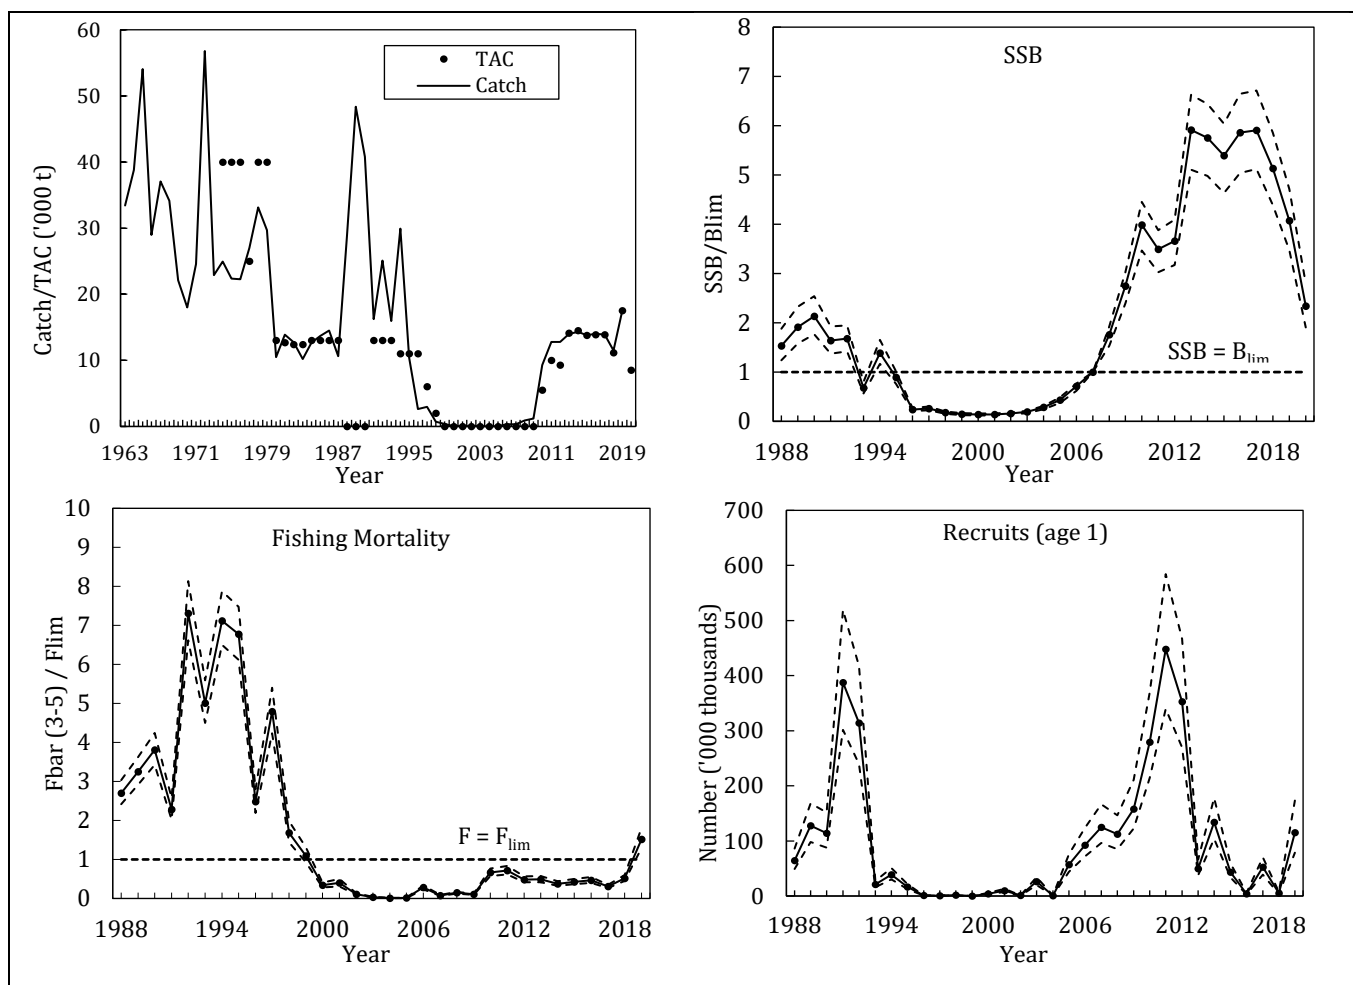 60
50
40
30
20
10
0
Catch/TAC ('000 t)
TAC
Catch
1963 1971 1979 1987 1995 2003 2011 2019
Year
8
7
6
5
4
3
2
1
0
SSB/Blim
SSB
SSB = Blim
1988 1994 2000 2006 2012 2018
Year
10
9
8
7
6
5
4
3
2
1
0
Fbar (3-5) / Flim
Fishing Mortality
F = Flim
1988 1994 2000 2006 2012 2018
Year
700
600
500
400
300
200
100
0
Number ('000 thousands)
Recruits (age 1)
1988 1994 2000 2006 2012 2018
Year